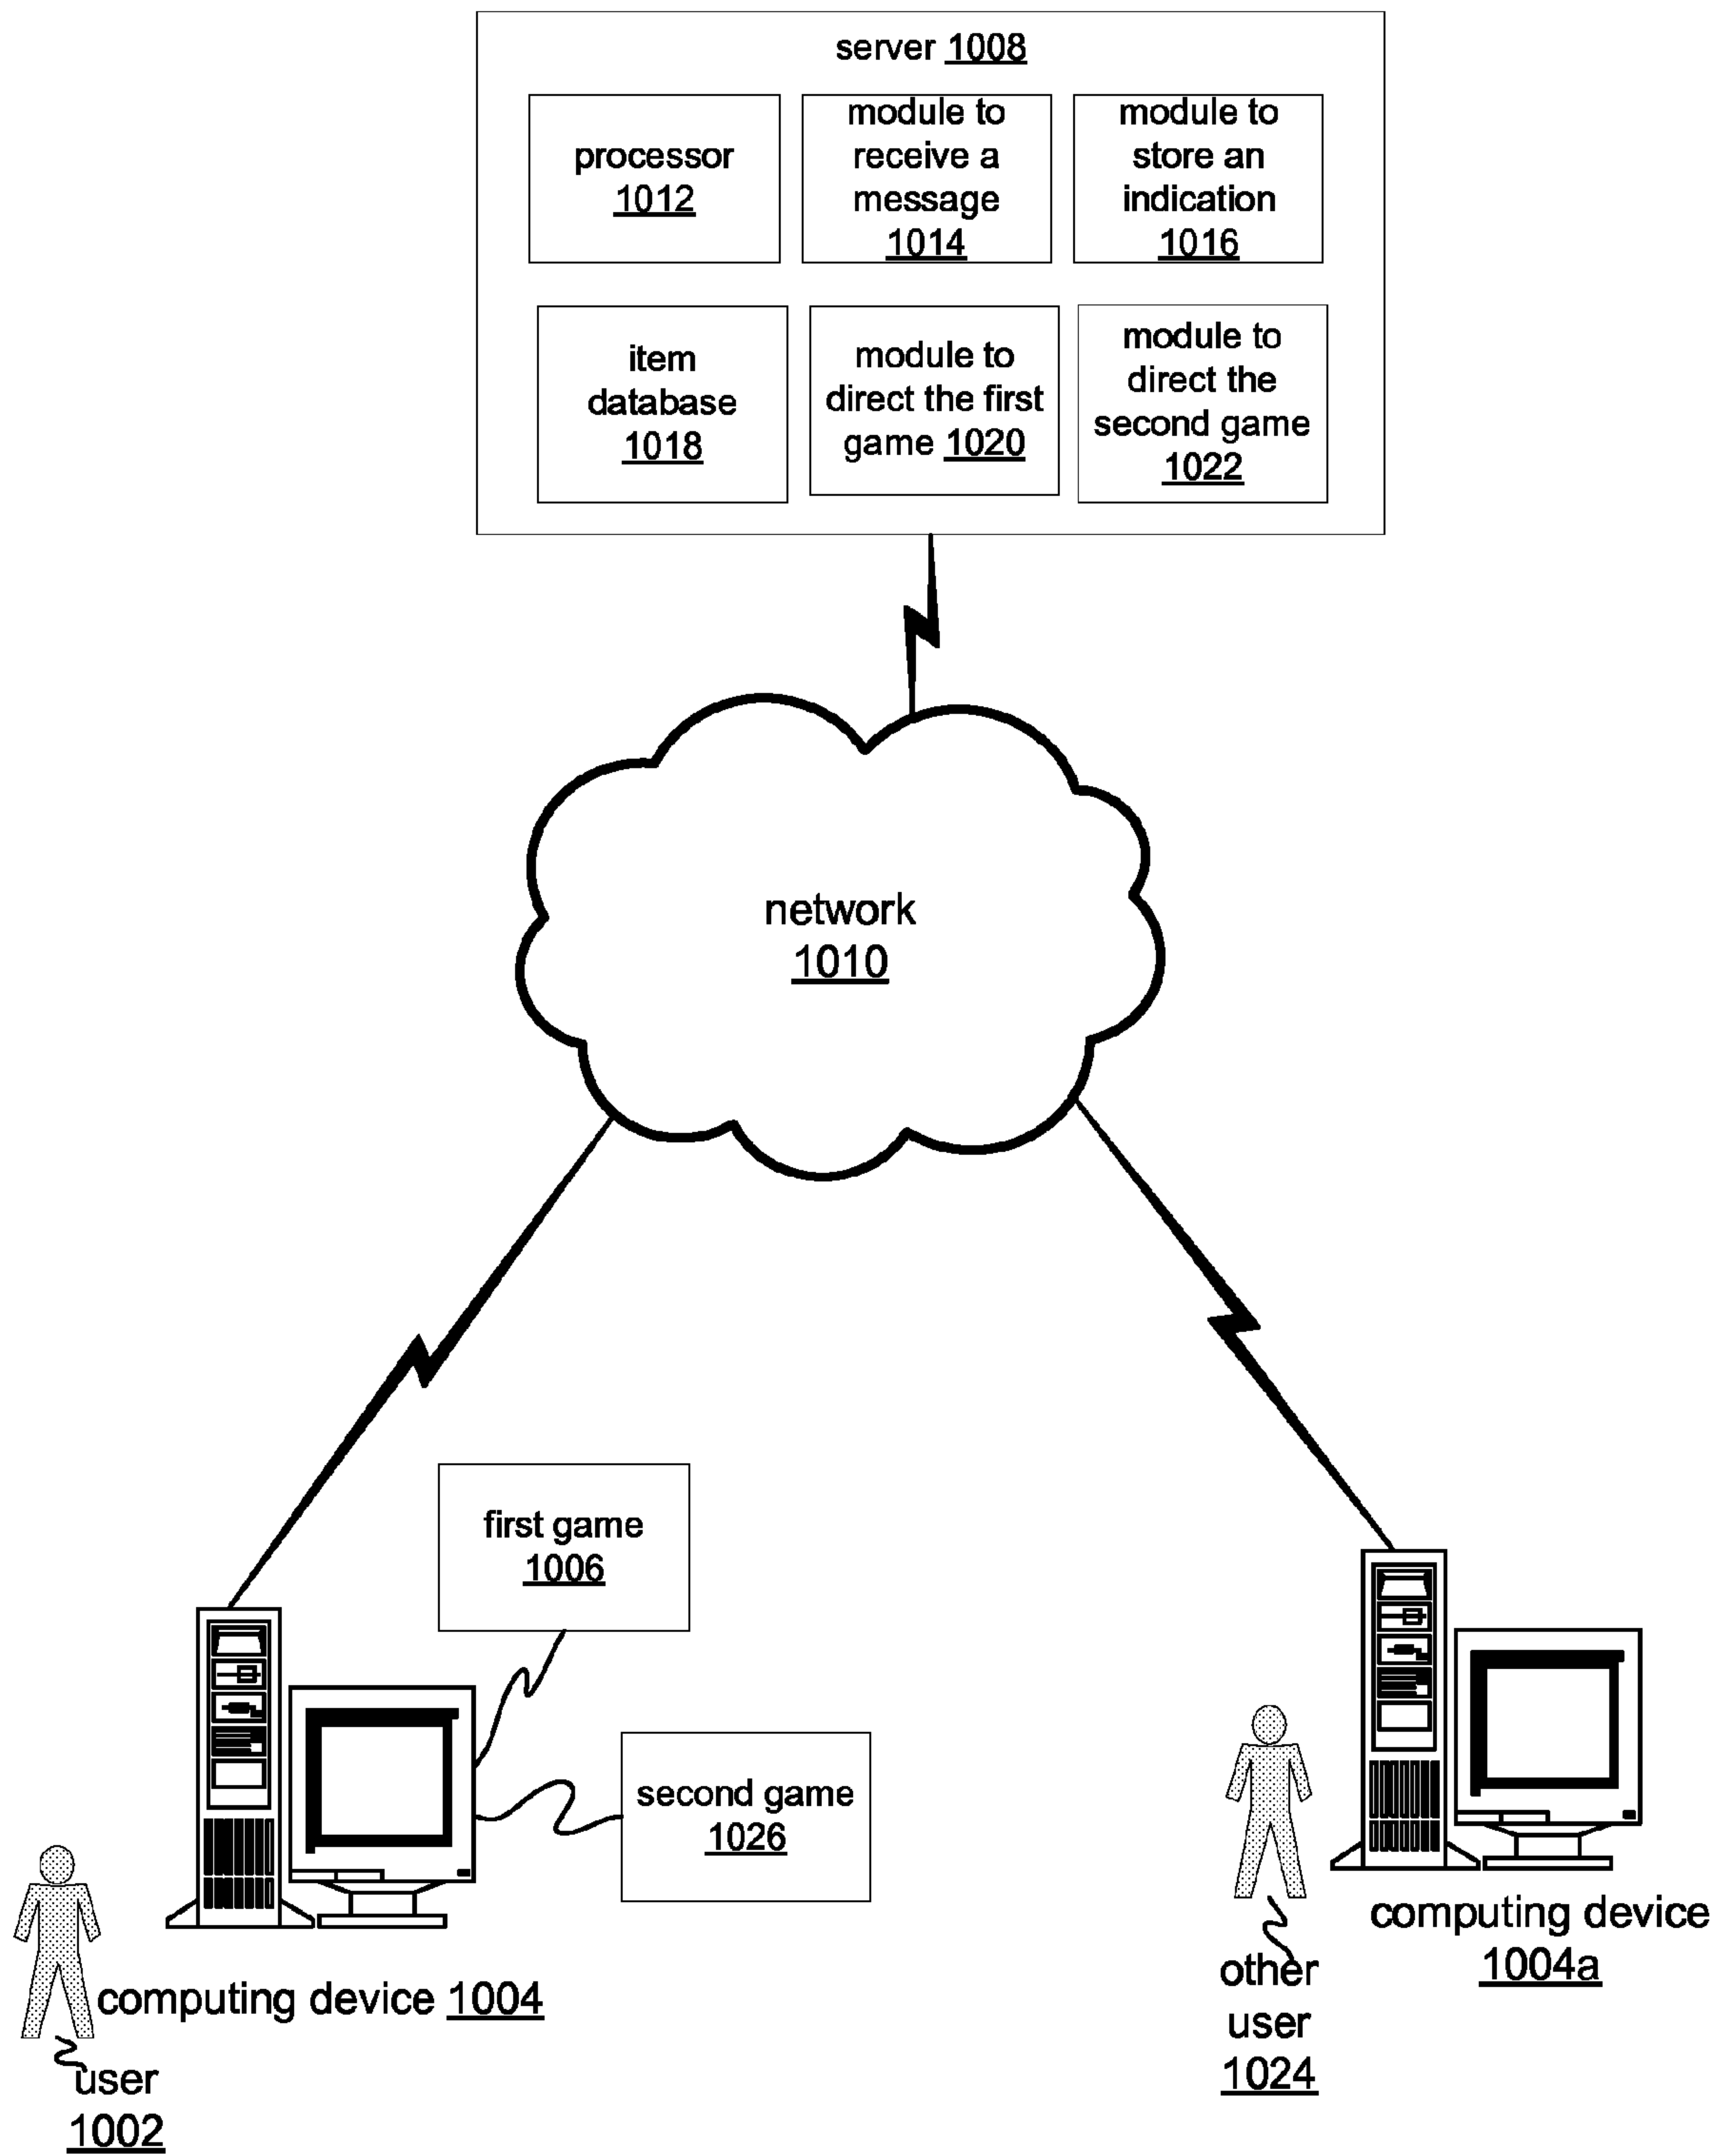 server 1008
processor
1012
module to
receive a
message
1014
module to
store an
indication
1016
item
database
1018
module to
direct the first
game 1020
module to
direct the
second game
1022
network
1010
first game
1006
second game
1026
computing device 1004
user
1002
other
user
1024
computing device
1004a